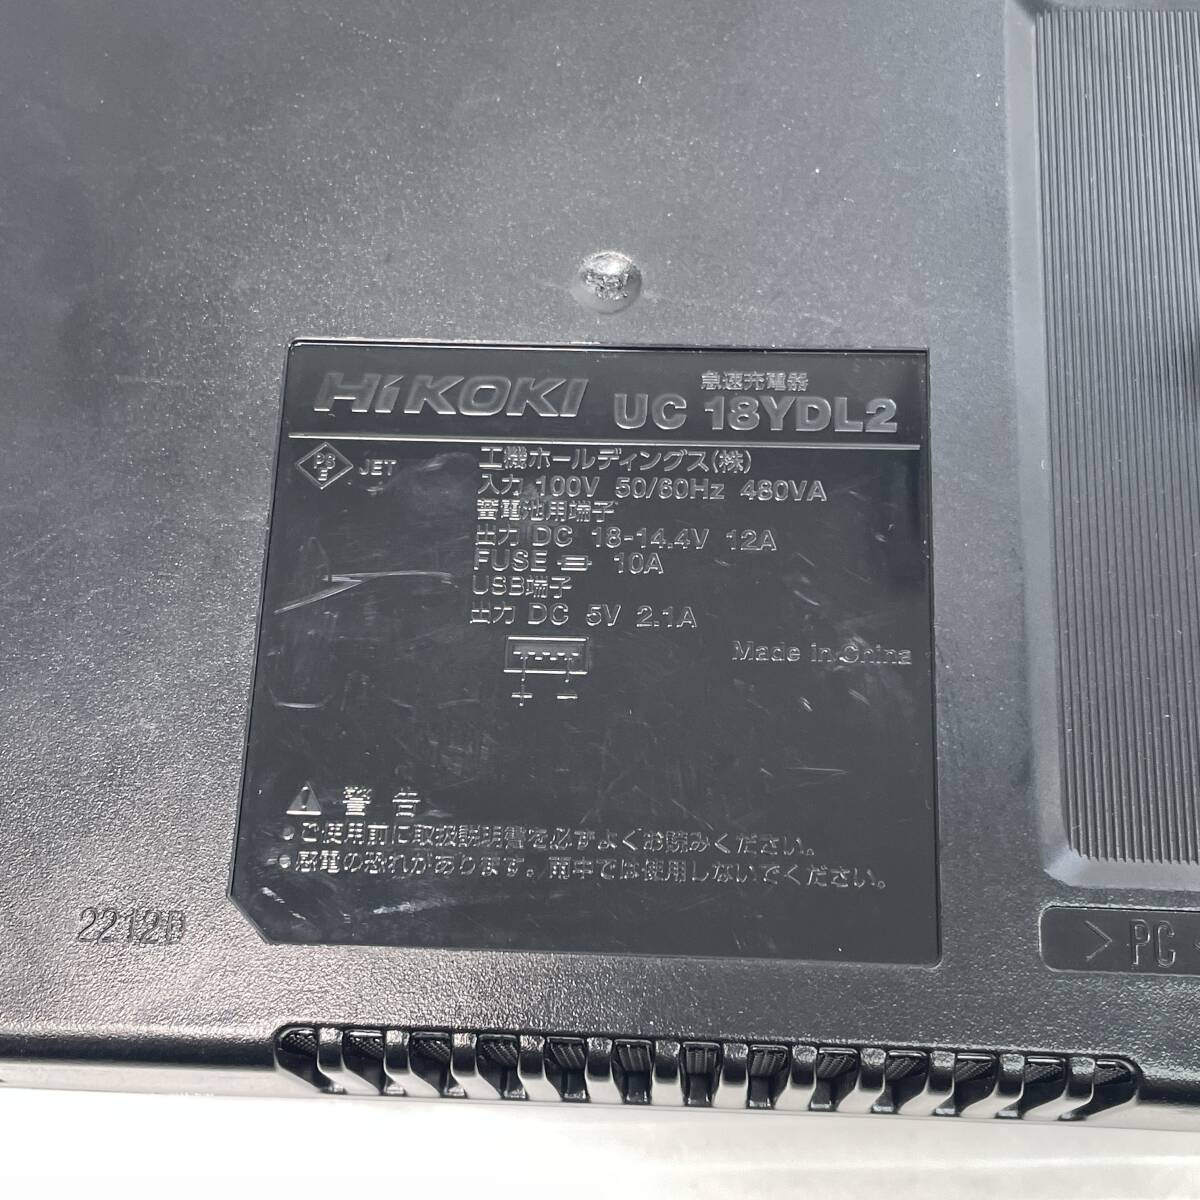 HiKOKI 急速充電器
UC 18YDL2
PS
E JET
工機ホールディングス(株)
入力 100V 50/60Hz 480VA
蓄電池用端子
出力 DC 18-14.4V 12A
FUSE 10A
USB端子
出力 DC 5V 2.1A
Made in China
+ −
警告
●ご使用前に取扱説明書を必ずよくお読みください。
●感電の恐れがあります。雨中では使用しないでください。
> PC